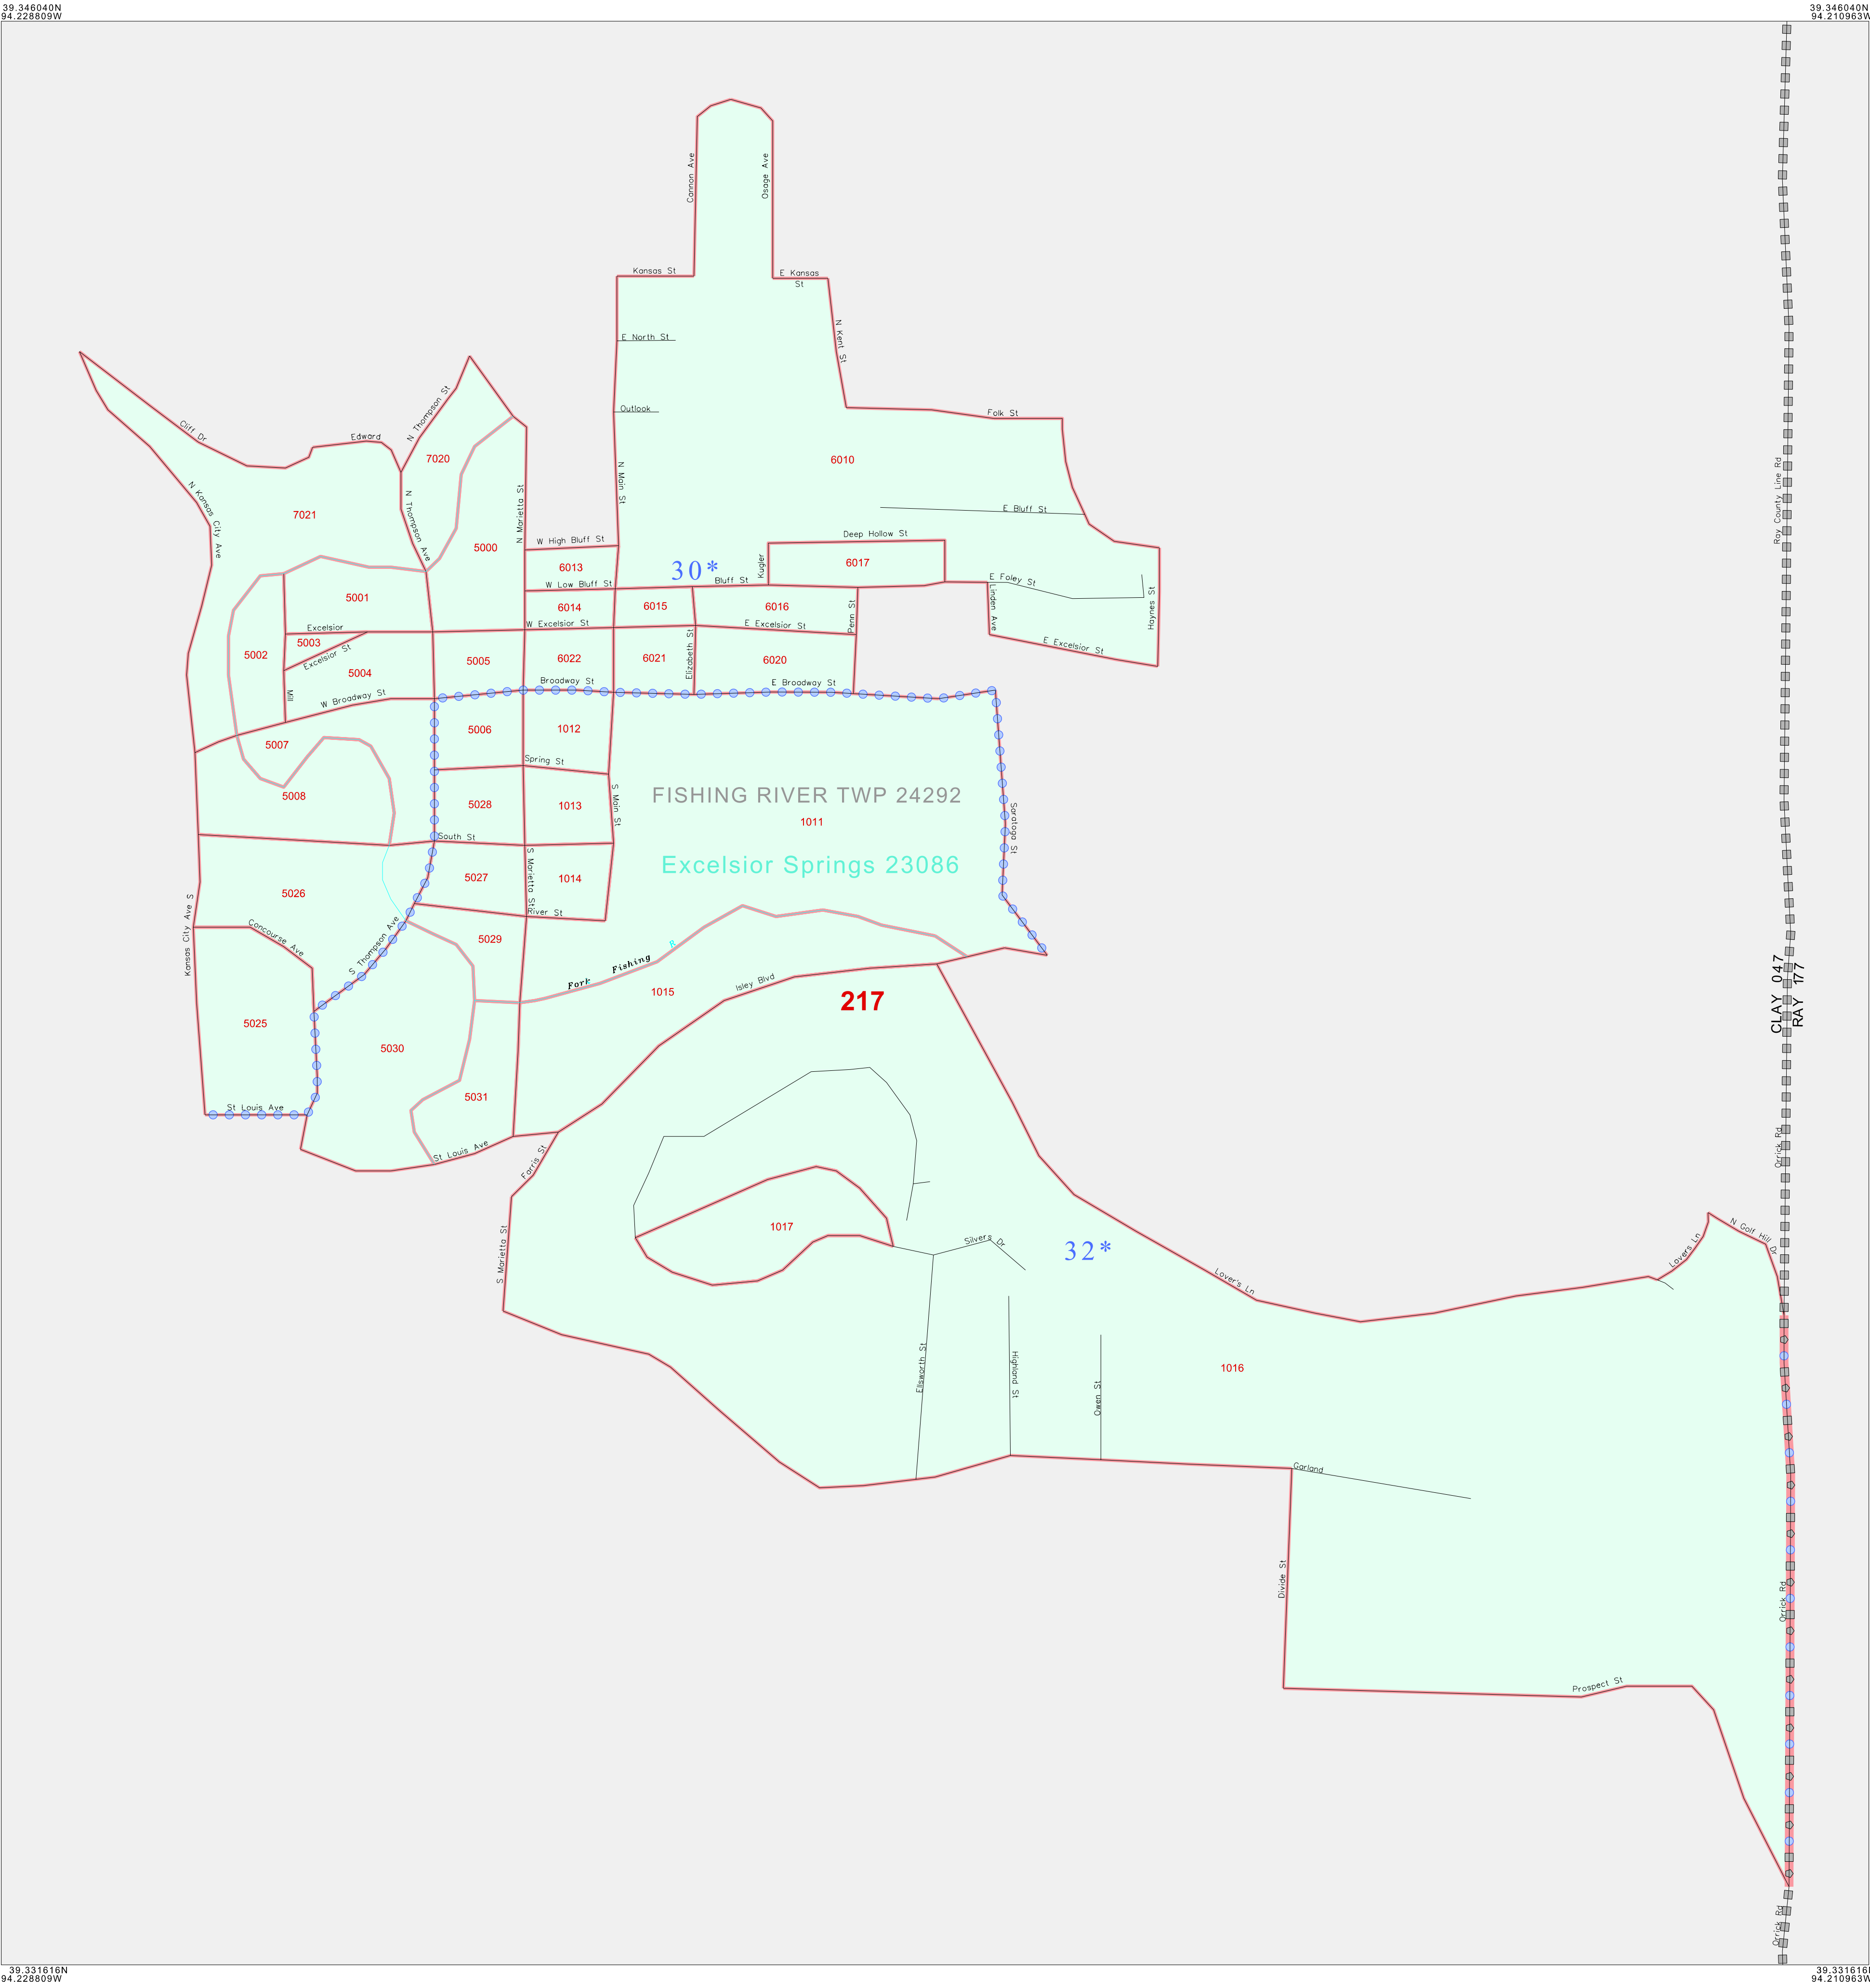 39.346040N
94.228809W
39.346040N
94.210963W
Cannon Ave
Osage Ave
Kansas St
E Kansas
St
E North St
N Kent St
Outlook
Folk St
Cliff Dr
Edward
N Thompson St
7020
6010
N Main St
N Kansas City Ave
7021
N Thompson Ave
N Marietta St
E Bluff St
Ray County Line Rd
5000
W High Bluff St
Deep Hollow St
6013
30*
Kugler
6017
W Low Bluff St
Bluff St
E Foley St
5001
6014
6015
6016
Penn St
Linden Ave
Haynes St
Excelsior
W Excelsior St
E Excelsior St
E Excelsior St
5003
5002
Excelsior St
5004
5005
6022
6021
Elizabeth St
6020
Mill
W Broadway St
Broadway St
E Broadway St
5006
1012
5007
Spring St
5008
5028
1013
S Main St
FISHING RIVER TWP 24292
1011
Saratoga St
South St
Excelsior Springs 23086
5026
5027
S Marietta St
1014
River St
Kansas City Ave S
Concourse Ave
S Thompson Ave
5029
R
Fishing
Fork
Isley Blvd
1015
217
CLAY 047
RAY 177
5025
5030
5031
St Louis Ave
St Louis Ave
Farris St
Orrick Rd
S Marietta St
1017
Silvers Dr
32*
Lover's Ln
Lovers Ln
N Golf Hill Dr
Ellsworth St
Highland St
Owen St
1016
Garland
Divide St
Orrick Rd
Prospect St
Orrick Rd
39.331616N
94.228809W
39.331616N
94.210963W